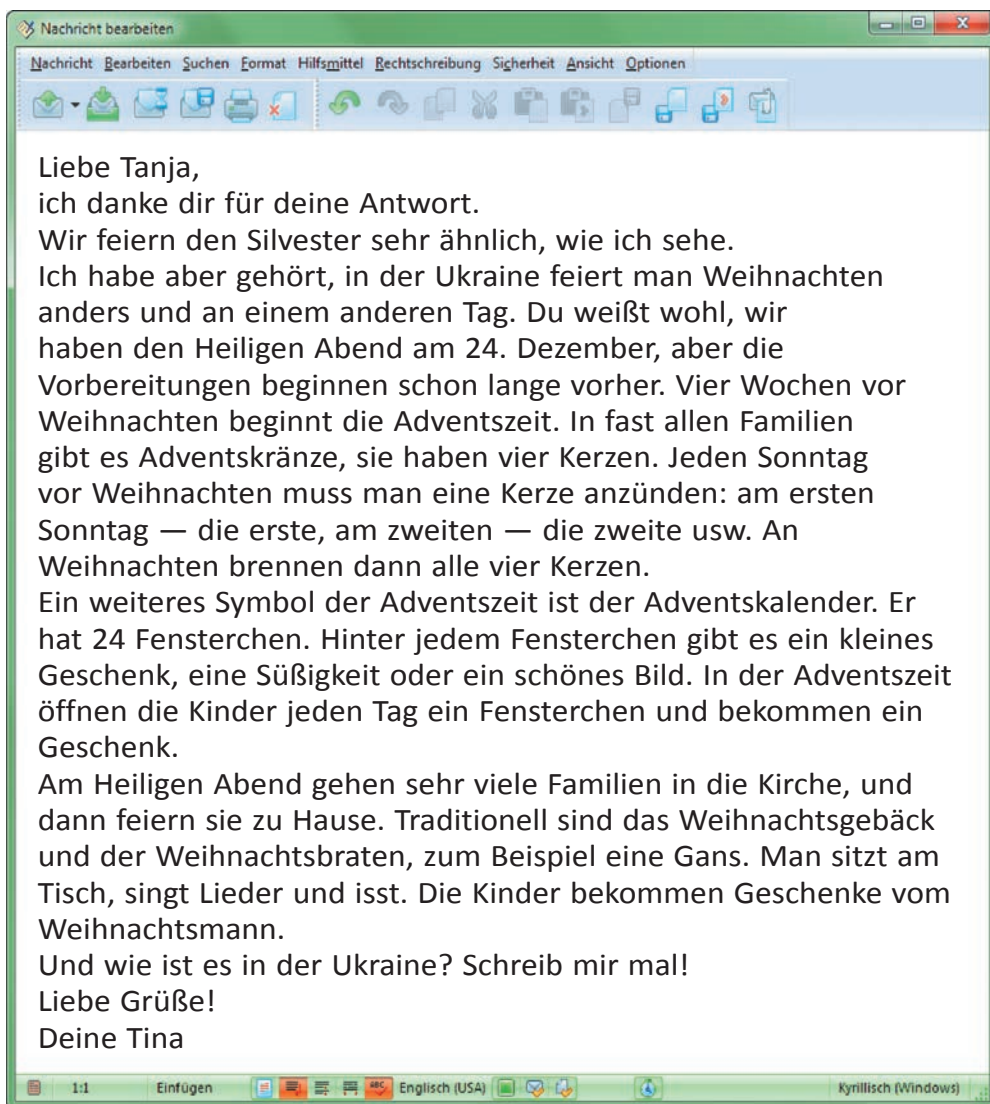 Nachricht bearbeiten
Nachricht Bearbeiten Suchen Format Hilfsmittel Rechtschreibung Sicherheit Ansicht Optionen
Liebe Tanja,
ich danke dir für deine Antwort.
Wir feiern den Silvester sehr ähnlich, wie ich sehe.
Ich habe aber gehört, in der Ukraine feiert man Weihnachten
anders und an einem anderen Tag. Du weißt wohl, wir
haben den Heiligen Abend am 24. Dezember, aber die
Vorbereitungen beginnen schon lange vorher. Vier Wochen vor
Weihnachten beginnt die Adventszeit. In fast allen Familien
gibt es Adventskränze, sie haben vier Kerzen. Jeden Sonntag
vor Weihnachten muss man eine Kerze anzünden: am ersten
Sonntag — die erste, am zweiten — die zweite usw. An
Weihnachten brennen dann alle vier Kerzen.
Ein weiteres Symbol der Adventszeit ist der Adventskalender. Er
hat 24 Fensterchen. Hinter jedem Fensterchen gibt es ein kleines
Geschenk, eine Süßigkeit oder ein schönes Bild. In der Adventszeit
öffnen die Kinder jeden Tag ein Fensterchen und bekommen ein
Geschenk.
Am Heiligen Abend gehen sehr viele Familien in die Kirche, und
dann feiern sie zu Hause. Traditionell sind das Weihnachtsgebäck
und der Weihnachtsbraten, zum Beispiel eine Gans. Man sitzt am
Tisch, singt Lieder und isst. Die Kinder bekommen Geschenke vom
Weihnachtsmann.
Und wie ist es in der Ukraine? Schreib mir mal!
Liebe Grüße!
Deine Tina
1:1 Einfügen ABC Englisch (USA) Kyrillisch (Windows)